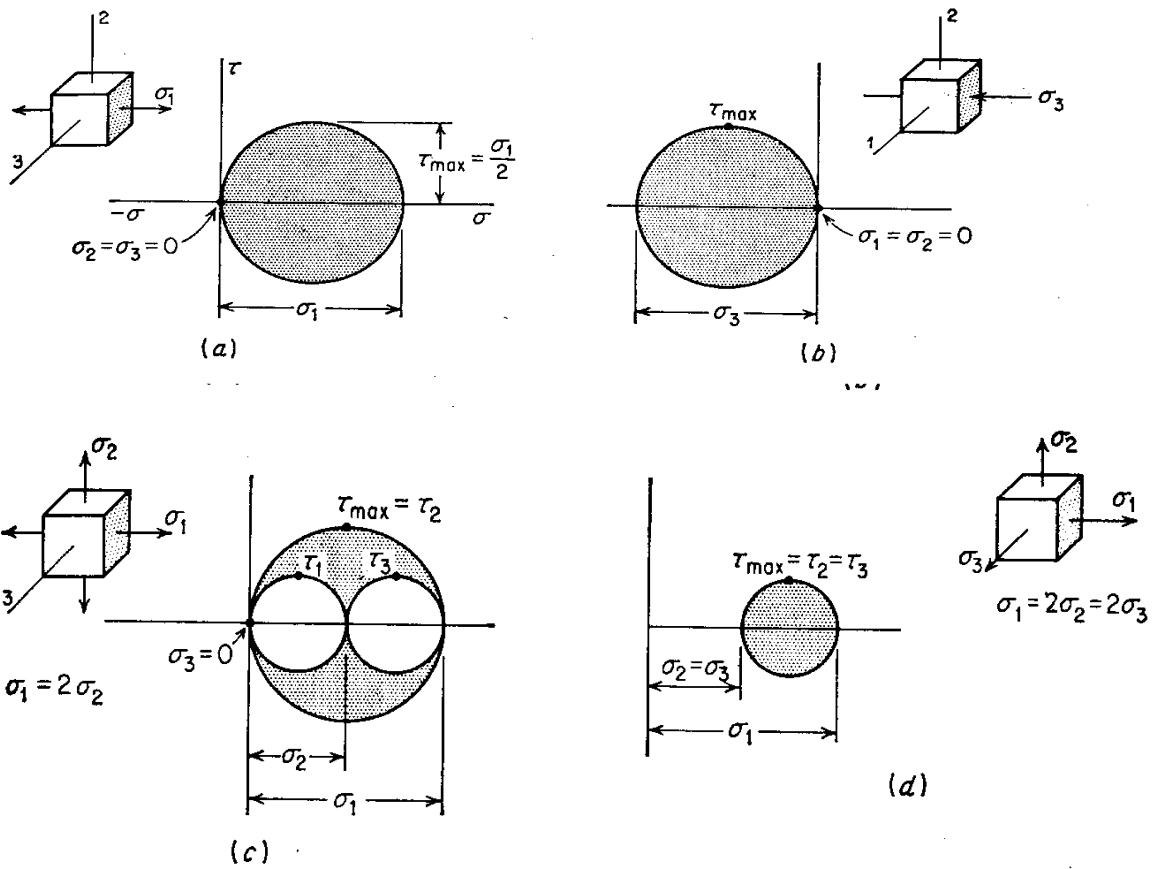 2
σ₁
3
τ
τmax = σ₁/2
-σ
σ
σ₂ = σ₃ = 0
σ₁
(a)
2
σ₃
1
τmax
σ₁ = σ₂ = 0
σ₃
(b)
σ₂
σ₁
3
τmax = τ₂
τ₁
τ₃
σ₃ = 0
σ₁ = 2σ₂
σ₂
σ₁
(c)
σ₂
σ₁
σ₃
τmax = τ₂ = τ₃
σ₁ = 2σ₂ = 2σ₃
σ₂ = σ₃
σ₁
(d)